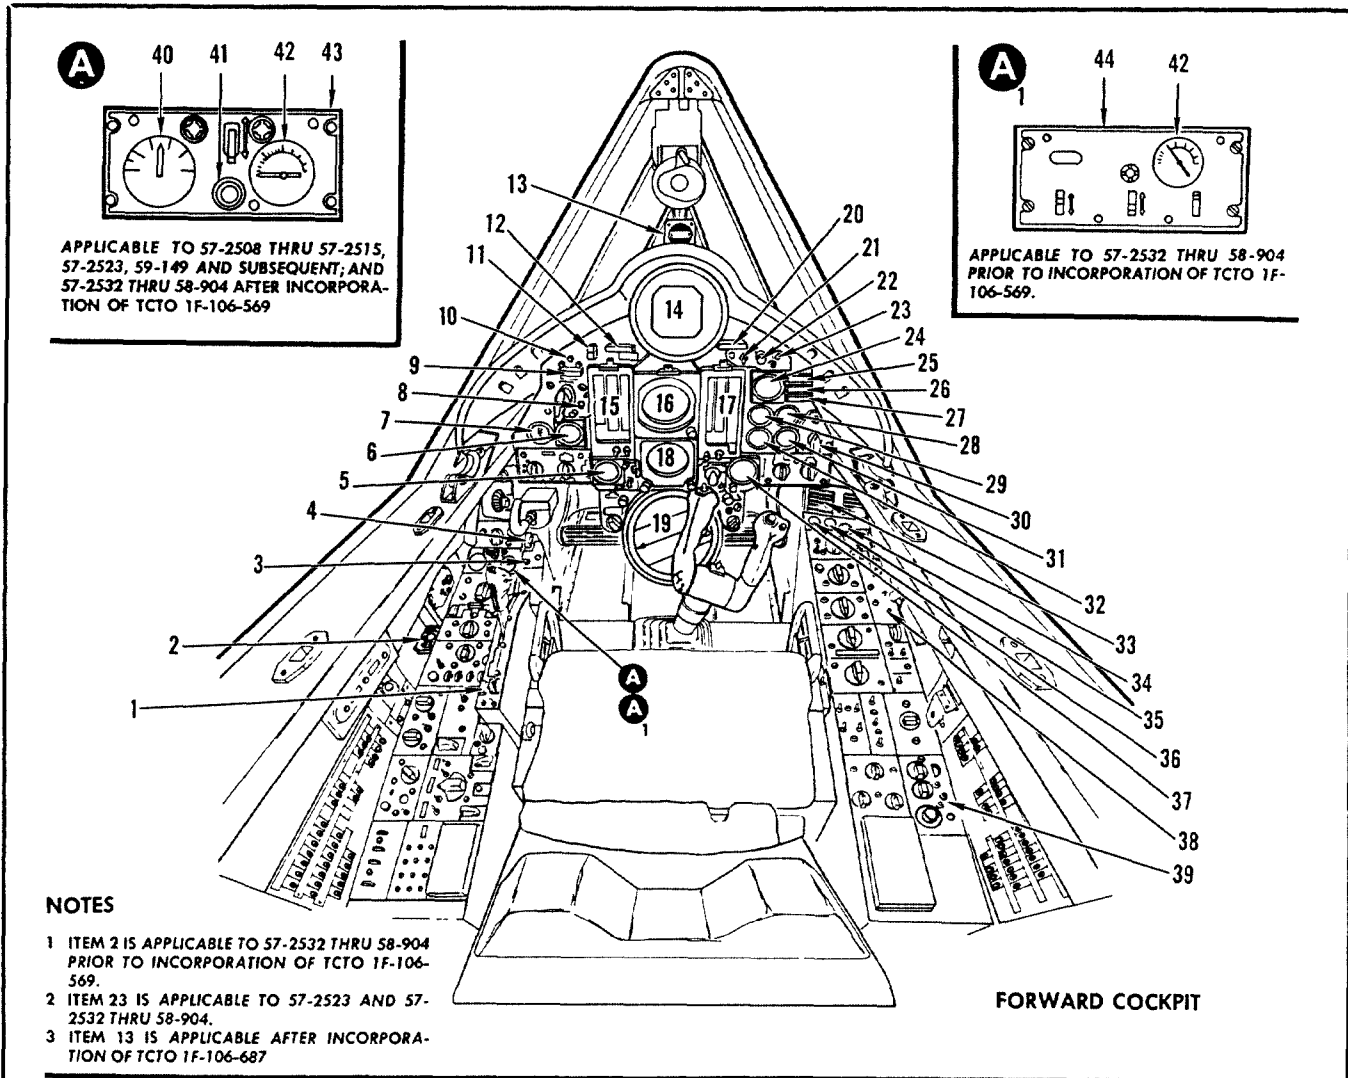 A
40 41 42 43
APPLICABLE TO 57-2508 THRU 57-2515,
57-2523, 59-149 AND SUBSEQUENT; AND
57-2532 THRU 58-904 AFTER INCORPORA-
TION OF TCTO 1F-106-569
A
1
44 42
APPLICABLE TO 57-2532 THRU 58-904
PRIOR TO INCORPORATION OF TCTO 1F-
106-569.
13
12
11
10
9
8
7
6
5
4
3
2
1
14
15
16
17
18
19
20
21
22
23
24
25
26
27
28
29
30
31
32
33
34
35
36
37
38
39
A
A
1
NOTES
1 ITEM 2 IS APPLICABLE TO 57-2532 THRU 58-904
PRIOR TO INCORPORATION OF TCTO 1F-106-
569.
2 ITEM 23 IS APPLICABLE TO 57-2523 AND 57-
2532 THRU 58-904.
3 ITEM 13 IS APPLICABLE AFTER INCORPORA-
TION OF TCTO 1F-106-687
FORWARD COCKPIT